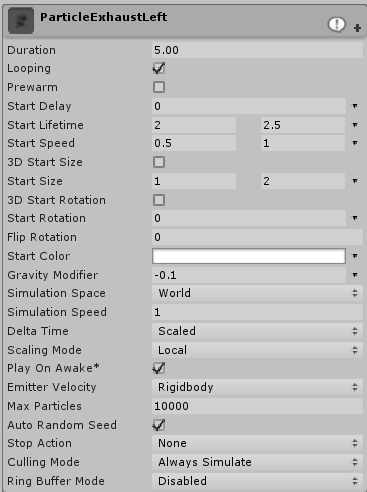 ParticleExhaustLeft
Duration 5.00
Looping
Prewarm
Start Delay 0
Start Lifetime 2 2.5
Start Speed 0.5 1
3D Start Size
Start Size 1 2
3D Start Rotation
Start Rotation 0
Flip Rotation 0
Start Color
Gravity Modifier -0.1
Simulation Space World
Simulation Speed 1
Delta Time Scaled
Scaling Mode Local
Play On Awake*
Emitter Velocity Rigidbody
Max Particles 10000
Auto Random Seed
Stop Action None
Culling Mode Always Simulate
Ring Buffer Mode Disabled